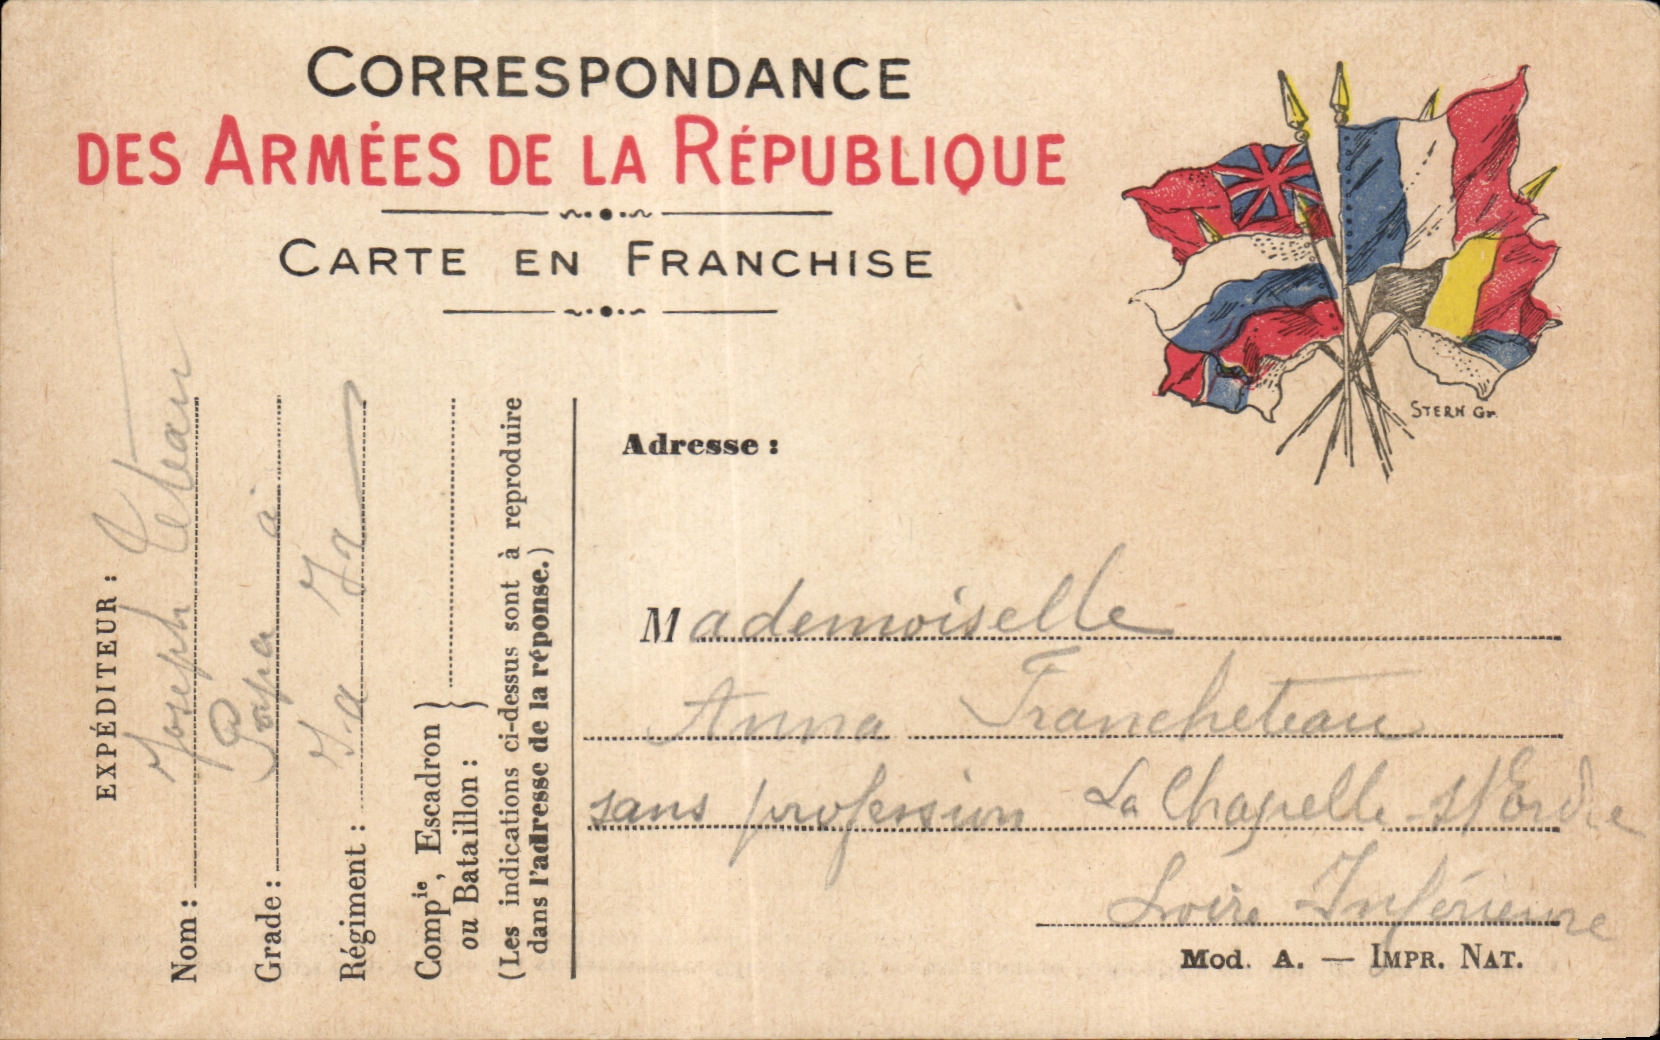 CORRESPONDANCE
DES ARMÉES DE LA RÉPUBLIQUE
CARTE EN FRANCHISE
STERN Gr.
EXPÉDITEUR :
Nom : Joseph
Grade : Papa à
Régiment :
Compie, Escadron
ou Bataillon :
(Les indications ci-dessus sont à reproduire
dans l'adresse de la réponse.)
Adresse :
Mademoiselle
Anna Francheteau
sans profession La Chapelle s/ Erdre
Loire Inférieure
Mod. A. — IMPR. NAT.